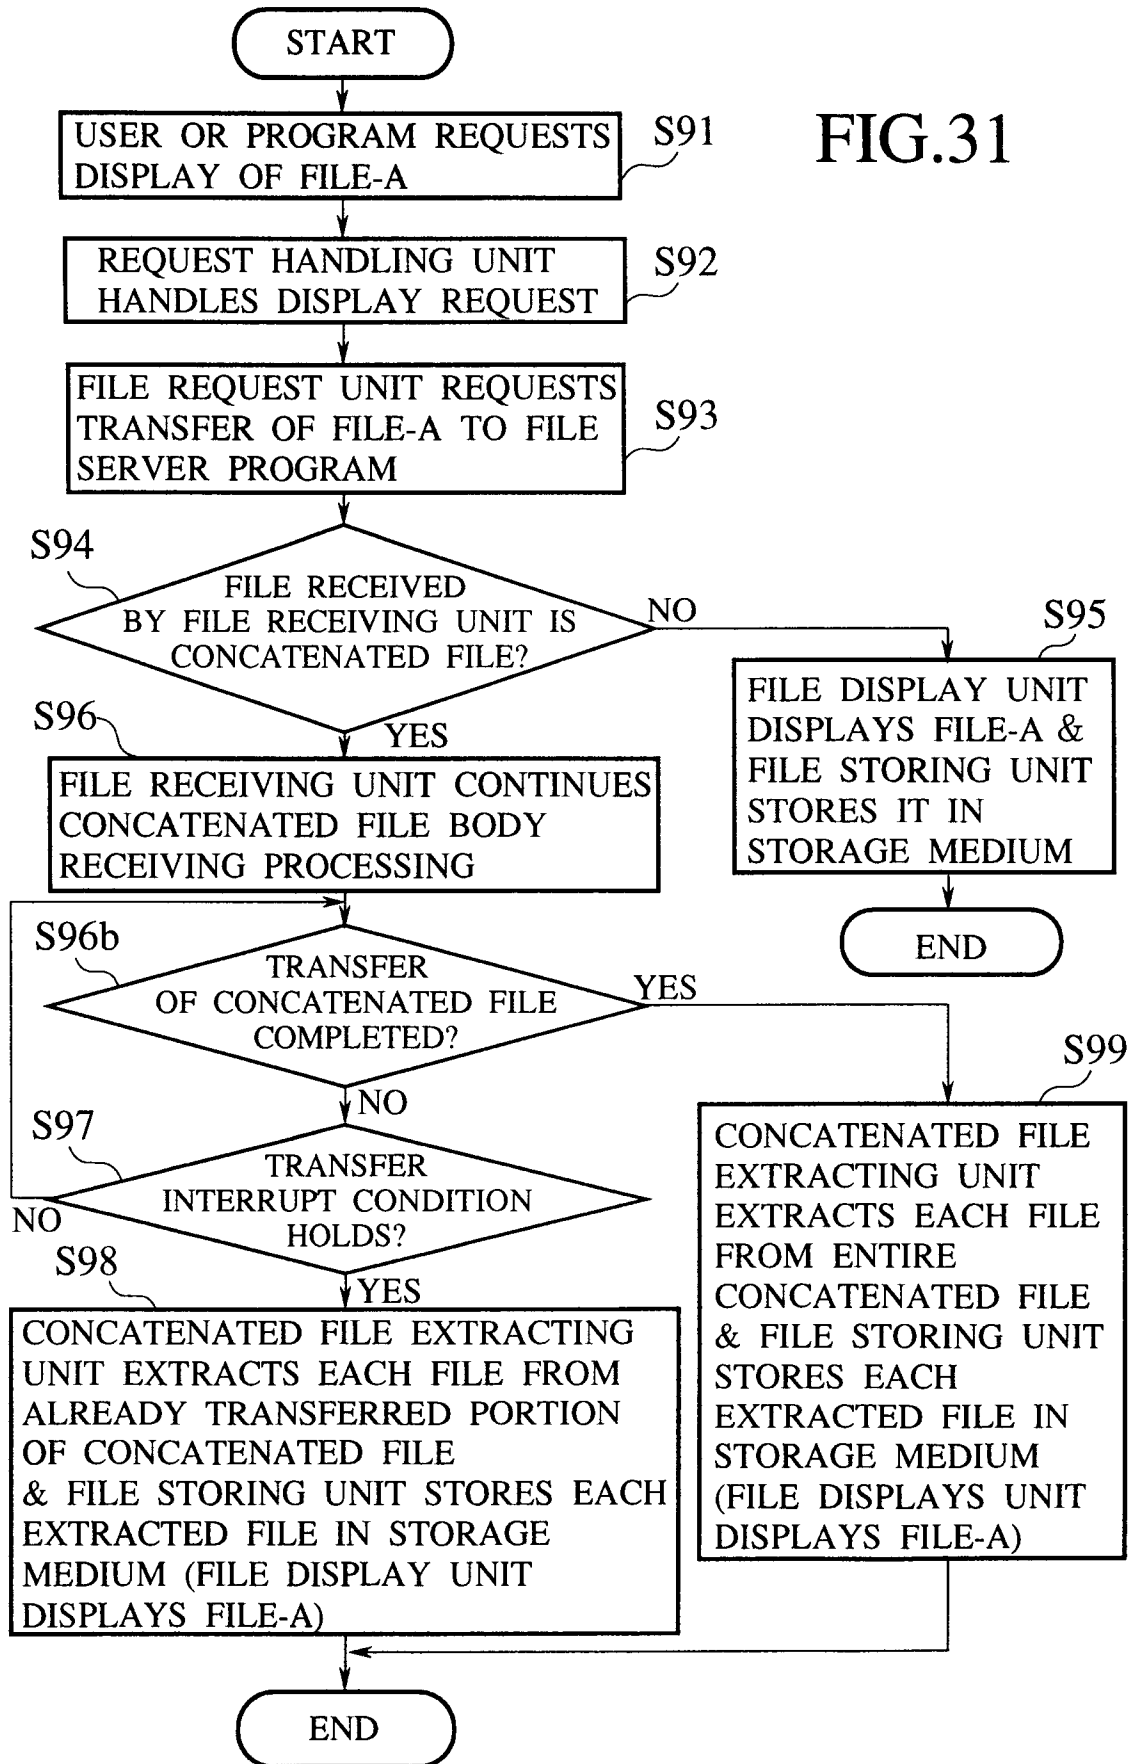 START
FIG.31
USER OR PROGRAM REQUESTS
DISPLAY OF FILE-A
S91
REQUEST HANDLING UNIT
HANDLES DISPLAY REQUEST
S92
FILE REQUEST UNIT REQUESTS
TRANSFER OF FILE-A TO FILE
SERVER PROGRAM
S93
S94
FILE RECEIVED
BY FILE RECEIVING UNIT IS
CONCATENATED FILE?
NO
YES
S95
FILE DISPLAY UNIT
DISPLAYS FILE-A &
FILE STORING UNIT
STORES IT IN
STORAGE MEDIUM
END
S96
FILE RECEIVING UNIT CONTINUES
CONCATENATED FILE BODY
RECEIVING PROCESSING
S96b
TRANSFER
OF CONCATENATED FILE
COMPLETED?
YES
NO
S97
TRANSFER
INTERRUPT CONDITION
HOLDS?
NO
YES
S98
CONCATENATED FILE EXTRACTING
UNIT EXTRACTS EACH FILE FROM
ALREADY TRANSFERRED PORTION
OF CONCATENATED FILE
& FILE STORING UNIT STORES EACH
EXTRACTED FILE IN STORAGE
MEDIUM (FILE DISPLAY UNIT
DISPLAYS FILE-A)
S99
CONCATENATED FILE
EXTRACTING UNIT
EXTRACTS EACH FILE
FROM ENTIRE
CONCATENATED FILE
& FILE STORING UNIT
STORES EACH
EXTRACTED FILE IN
STORAGE MEDIUM
(FILE DISPLAYS UNIT
DISPLAYS FILE-A)
END